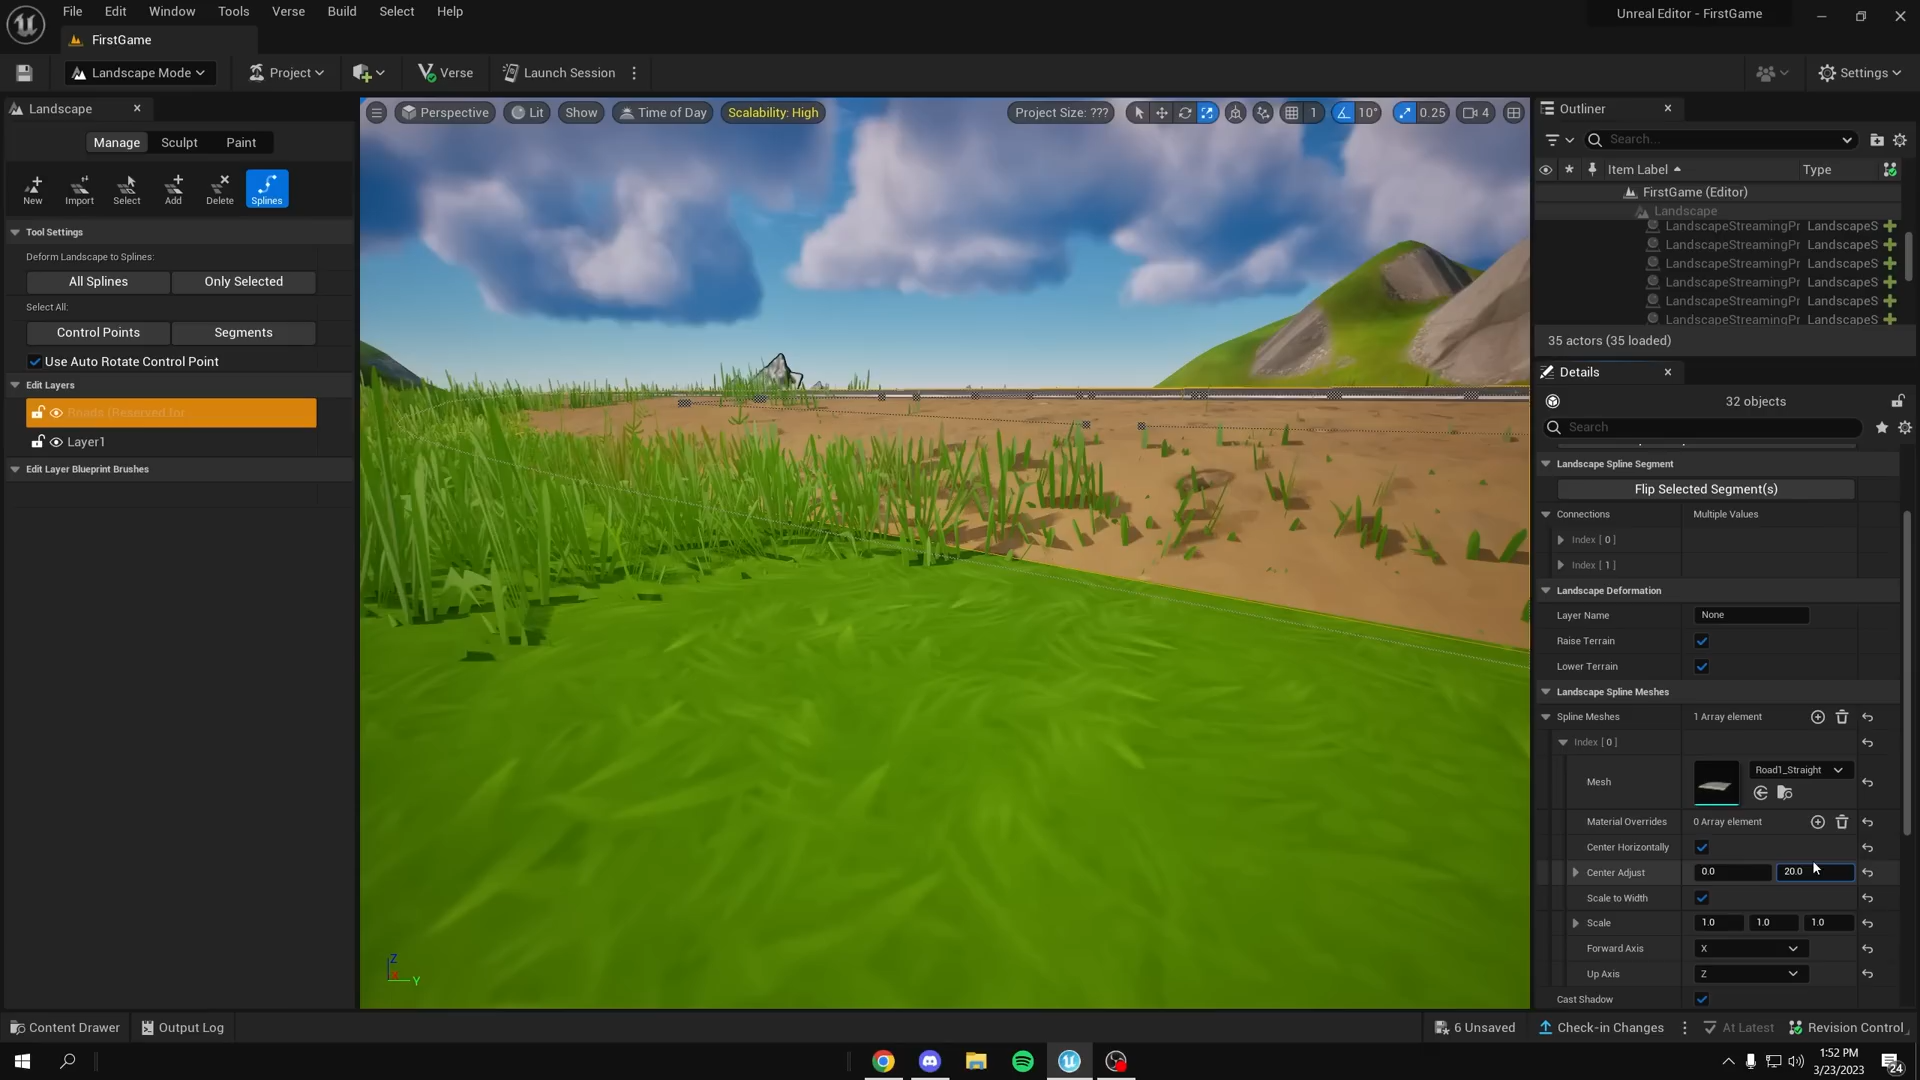 File Edit Window Tools Verse Build Select Help
Unreal Editor - FirstGame
FirstGame
Landscape Mode
Project
Verse
Launch Session
Settings
Landscape
Manage Sculpt Paint
New Import Select Add Delete Splines
Tool Settings
Deform Landscape to Splines:
All Splines Only Selected
Select All:
Control Points Segments
Use Auto Rotate Control Point
Edit Layers
Roads (Reserved for
Layer1
Edit Layer Blueprint Brushes
Perspective Lit Show Time of Day Scalability: High
Project Size: ???
1 10° 0.25 4
Z
X
Y
Outliner
Search...
Item Label Type
FirstGame (Editor)
Landscape
LandscapeStreamingPr LandscapeS
LandscapeStreamingPr LandscapeS
LandscapeStreamingPr LandscapeS
LandscapeStreamingPr LandscapeS
LandscapeStreamingPr LandscapeS
LandscapeStreamingPr LandscapeS
35 actors (35 loaded)
Details
32 objects
Search
Landscape Spline Segment
Flip Selected Segment(s)
Connections Multiple Values
Index [ 0 ]
Index [ 1 ]
Landscape Deformation
Layer Name None
Raise Terrain
Lower Terrain
Landscape Spline Meshes
Spline Meshes 1 Array element
Index [ 0 ]
Mesh Road1_Straight
Material Overrides 0 Array element
Center Horizontally
Center Adjust 0.0 20.0
Scale to Width
Scale 1.0 1.0 1.0
Forward Axis X
Up Axis Z
Cast Shadow
Content Drawer Output Log
6 Unsaved Check-in Changes At Latest Revision Control
1:52 PM
3/23/2023
24